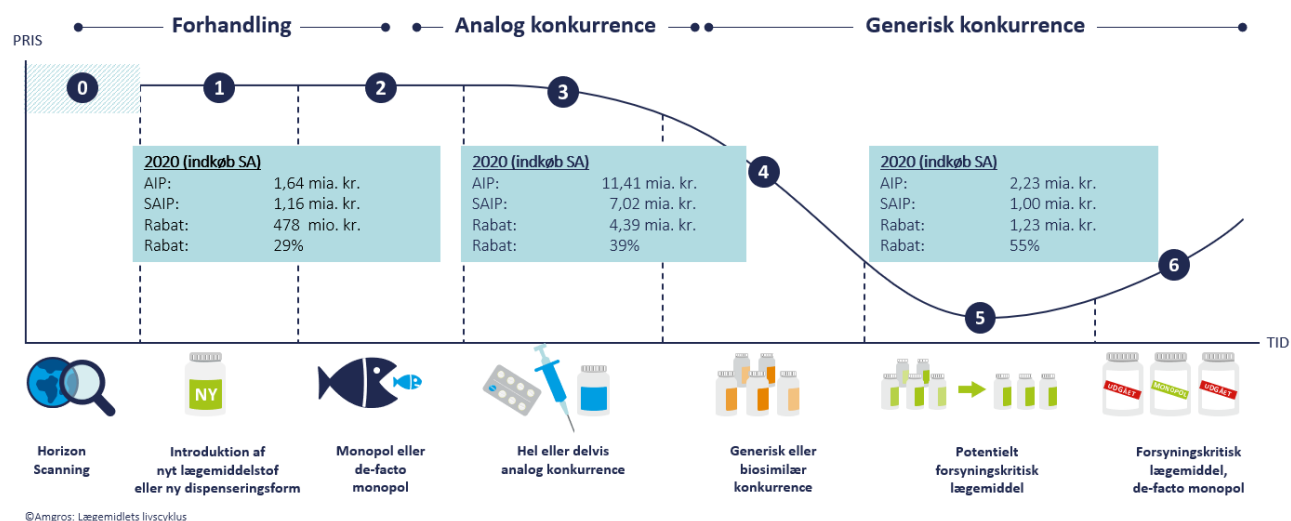 Forhandling
Analog konkurrence
Generisk konkurrence
PRIS
0
1
2
3
4
5
6
2020 (indkøb SA)
AIP: 1,64 mia. kr.
SAIP: 1,16 mia. kr.
Rabat: 478 mio. kr.
Rabat: 29%
2020 (indkøb SA)
AIP: 11,41 mia. kr.
SAIP: 7,02 mia. kr.
Rabat: 4,39 mia. kr.
Rabat: 39%
2020 (indkøb SA)
AIP: 2,23 mia. kr.
SAIP: 1,00 mia. kr.
Rabat: 1,23 mia. kr.
Rabat: 55%
TID
NY
UDGÅET
MONOPOL
UDGÅET
Horizon
Scanning
Introduktion af
nyt lægemiddelstof
eller ny dispenseringsform
Monopol eller
de-facto
monopol
Hel eller delvis
analog konkurrence
Generisk eller
biosimilær
konkurrence
Potentielt
forsyningskritisk
lægemiddel
Forsyningskritisk
lægemiddel,
de-facto monopol
©Amgros: Lægemidlets livscyklus